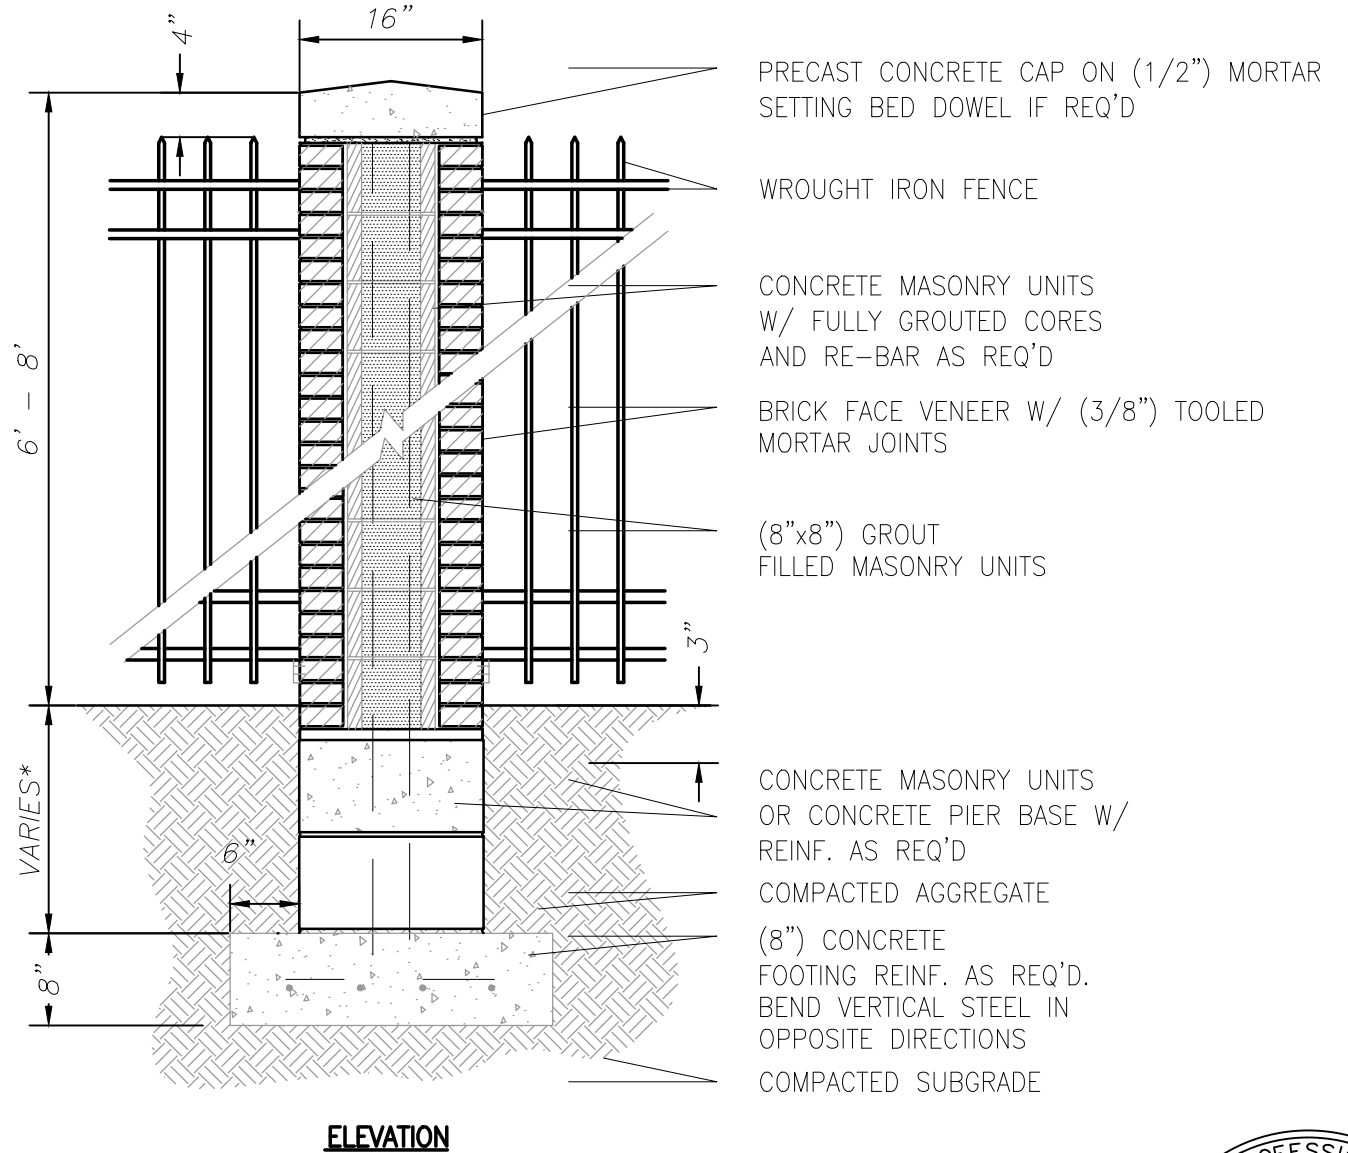 4"
16"
PRECAST CONCRETE CAP ON (1/2") MORTAR
SETTING BED DOWEL IF REQ'D
WROUGHT IRON FENCE
CONCRETE MASONRY UNITS
W/ FULLY GROUTED CORES
AND RE-BAR AS REQ'D
6' - 8'
BRICK FACE VENEER W/ (3/8") TOOLED
MORTAR JOINTS
(8"x8") GROUT
FILLED MASONRY UNITS
3"
CONCRETE MASONRY UNITS
OR CONCRETE PIER BASE W/
REINF. AS REQ'D
VARIES*
6"
COMPACTED AGGREGATE
(8") CONCRETE
FOOTING REINF. AS REQ'D.
BEND VERTICAL STEEL IN
OPPOSITE DIRECTIONS
8"
COMPACTED SUBGRADE
ELEVATION